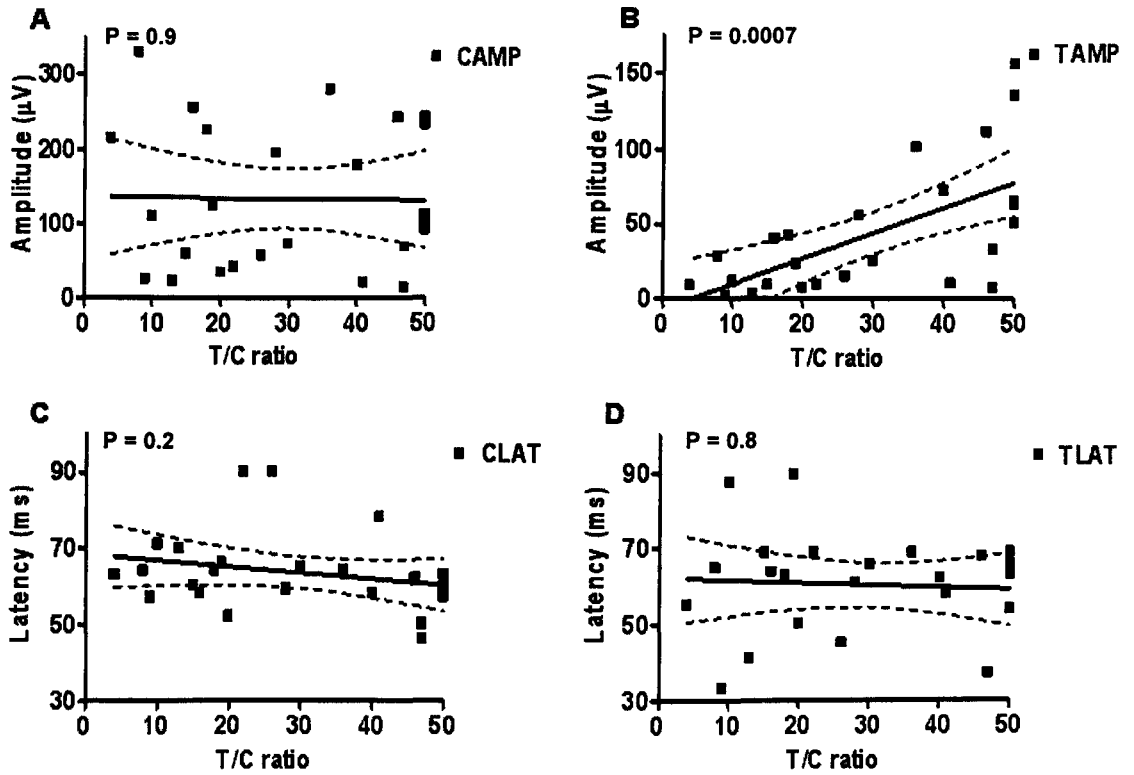 A
P = 0.9
CAMP
Amplitude (µV)
300
200
100
0
0 10 20 30 40 50
T/C ratio
B
P = 0.0007
TAMP
Amplitude (µV)
150
100
50
0
0 10 20 30 40 50
T/C ratio
C
P = 0.2
CLAT
Latency (ms)
90
70
50
30
0 10 20 30 40 50
T/C ratio
D
P = 0.8
TLAT
Latency (ms)
90
70
50
30
0 10 20 30 40 50
T/C ratio